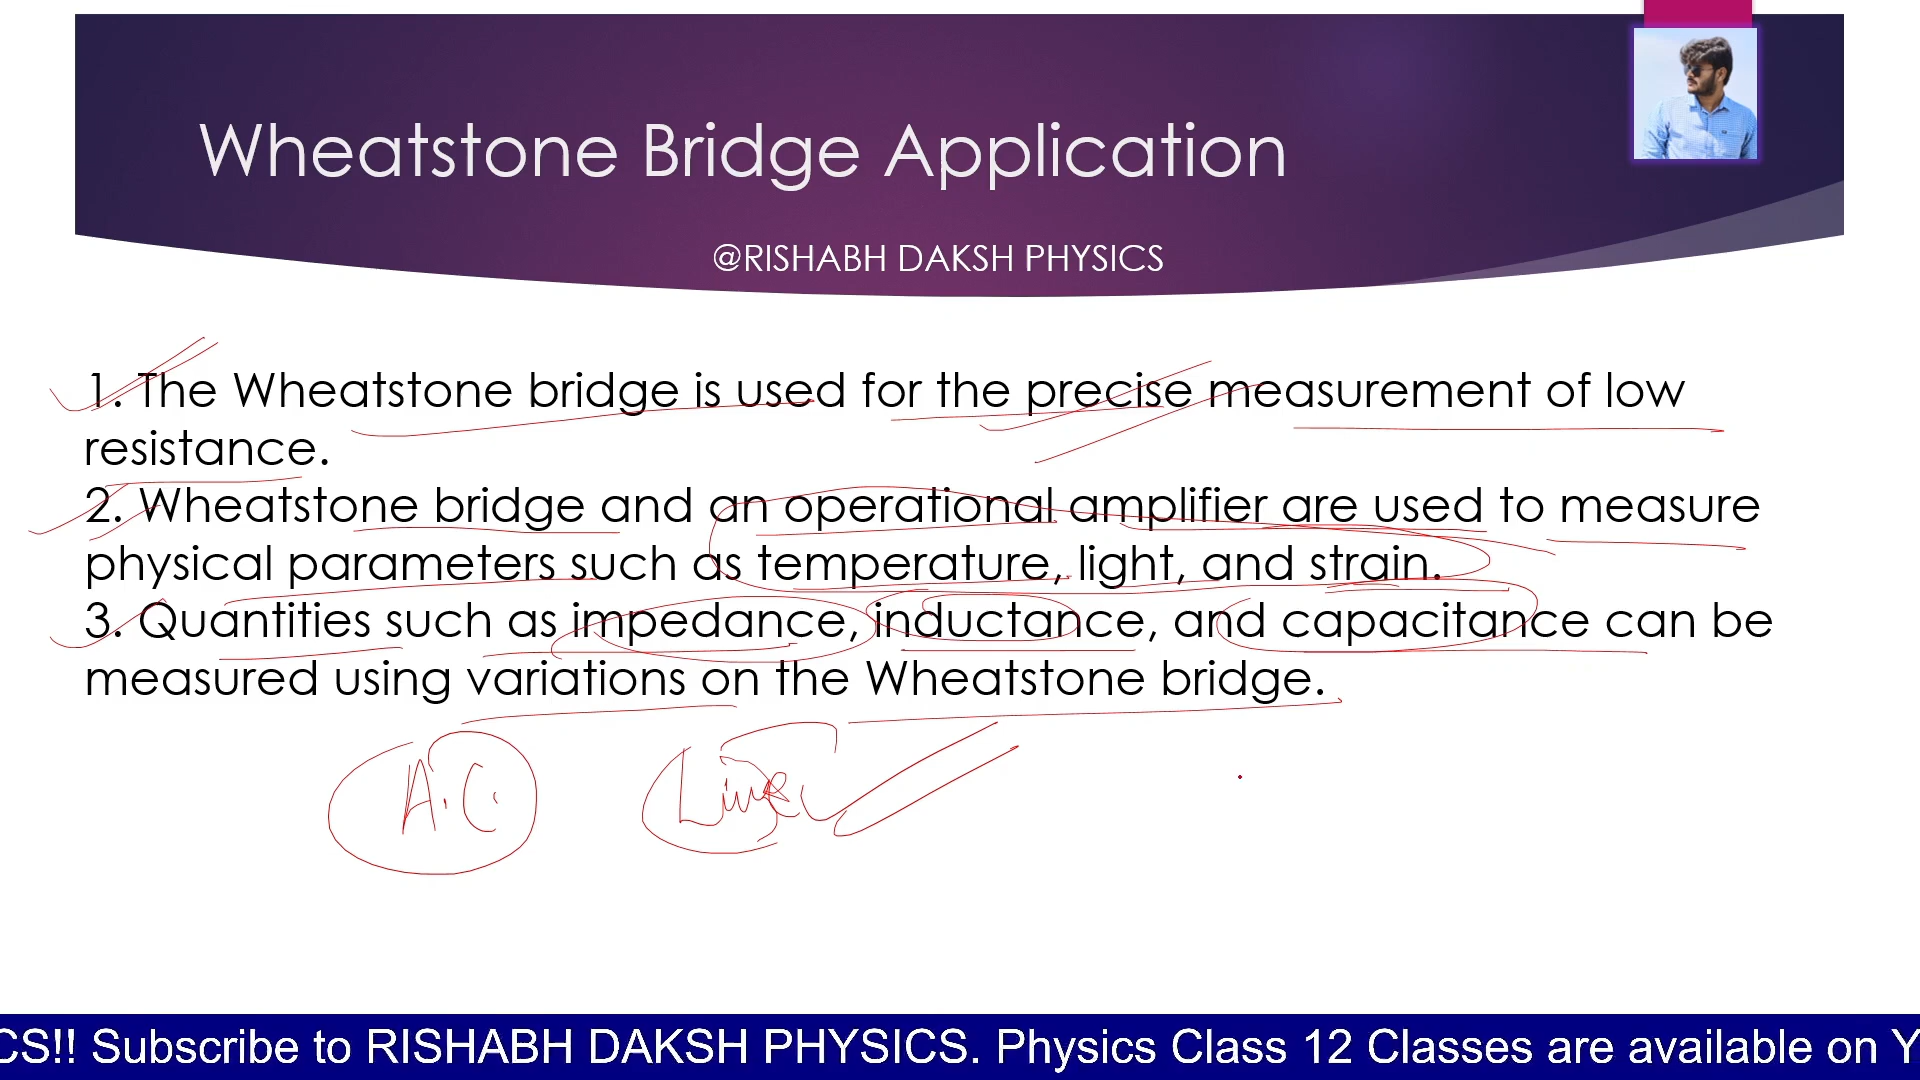 Wheatstone Bridge Application
@RISHABH DAKSH PHYSICS
1. The Wheatstone bridge is used for the precise measurement of low
resistance.
2. Wheatstone bridge and an operational amplifier are used to measure
physical parameters such as temperature, light, and strain.
3. Quantities such as impedance, inductance, and capacitance can be
measured using variations on the Wheatstone bridge.
A.C.
CS!! Subscribe to RISHABH DAKSH PHYSICS. Physics Class 12 Classes are available on Y